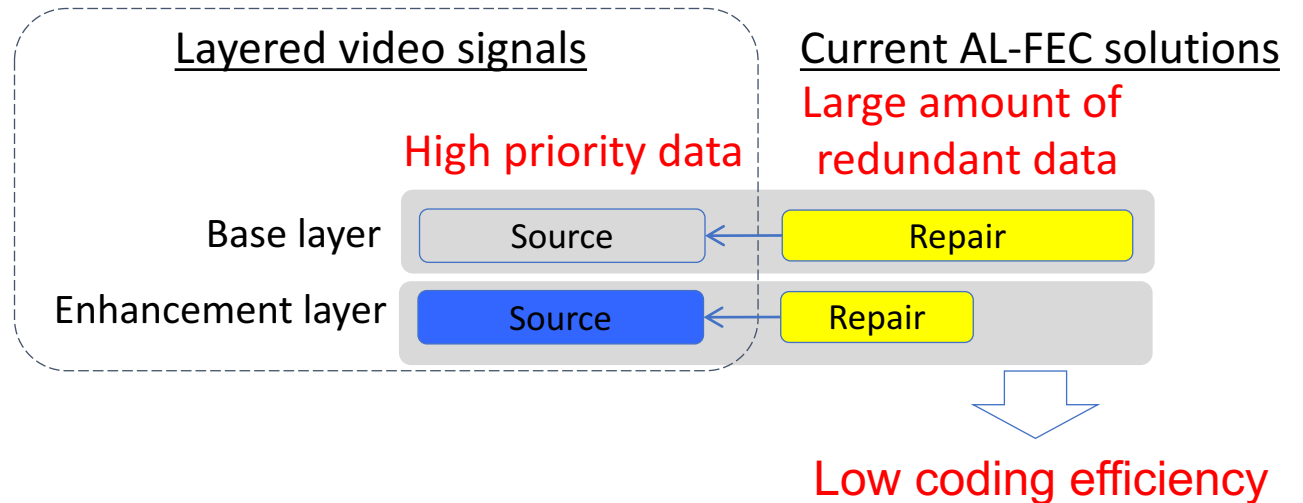 Layered video signals
Current AL-FEC solutions
High priority data
Large amount of
redundant data
Base layer
Source
Repair
Enhancement layer
Source
Repair
Low coding efficiency